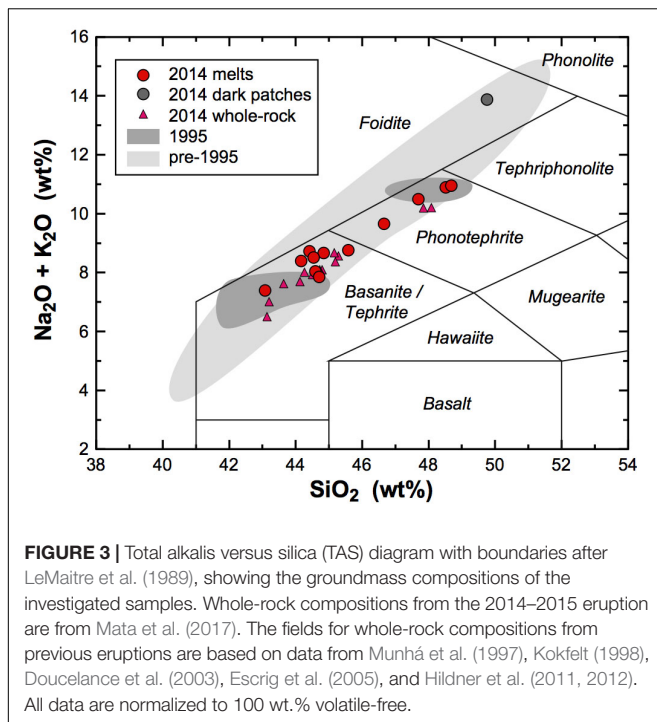 16
14
12
10
8
6
4
2
Na₂O + K₂O (wt%)
2014 melts
2014 dark patches
2014 whole-rock
1995
pre-1995
Phonolite
Foidite
Tephriphonolite
Phonotephrite
Basanite /
Tephrite
Mugearite
Hawaiite
Basalt
38 40 42 44 46 48 50 52 54
SiO₂ (wt%)
FIGURE 3 | Total alkalis versus silica (TAS) diagram with boundaries after
LeMaitre et al. (1989), showing the groundmass compositions of the
investigated samples. Whole-rock compositions from the 2014–2015 eruption
are from Mata et al. (2017). The fields for whole-rock compositions from
previous eruptions are based on data from Munhá et al. (1997), Kokfelt (1998),
Doucelance et al. (2003), Escrig et al. (2005), and Hildner et al. (2011, 2012).
All data are normalized to 100 wt.% volatile-free.